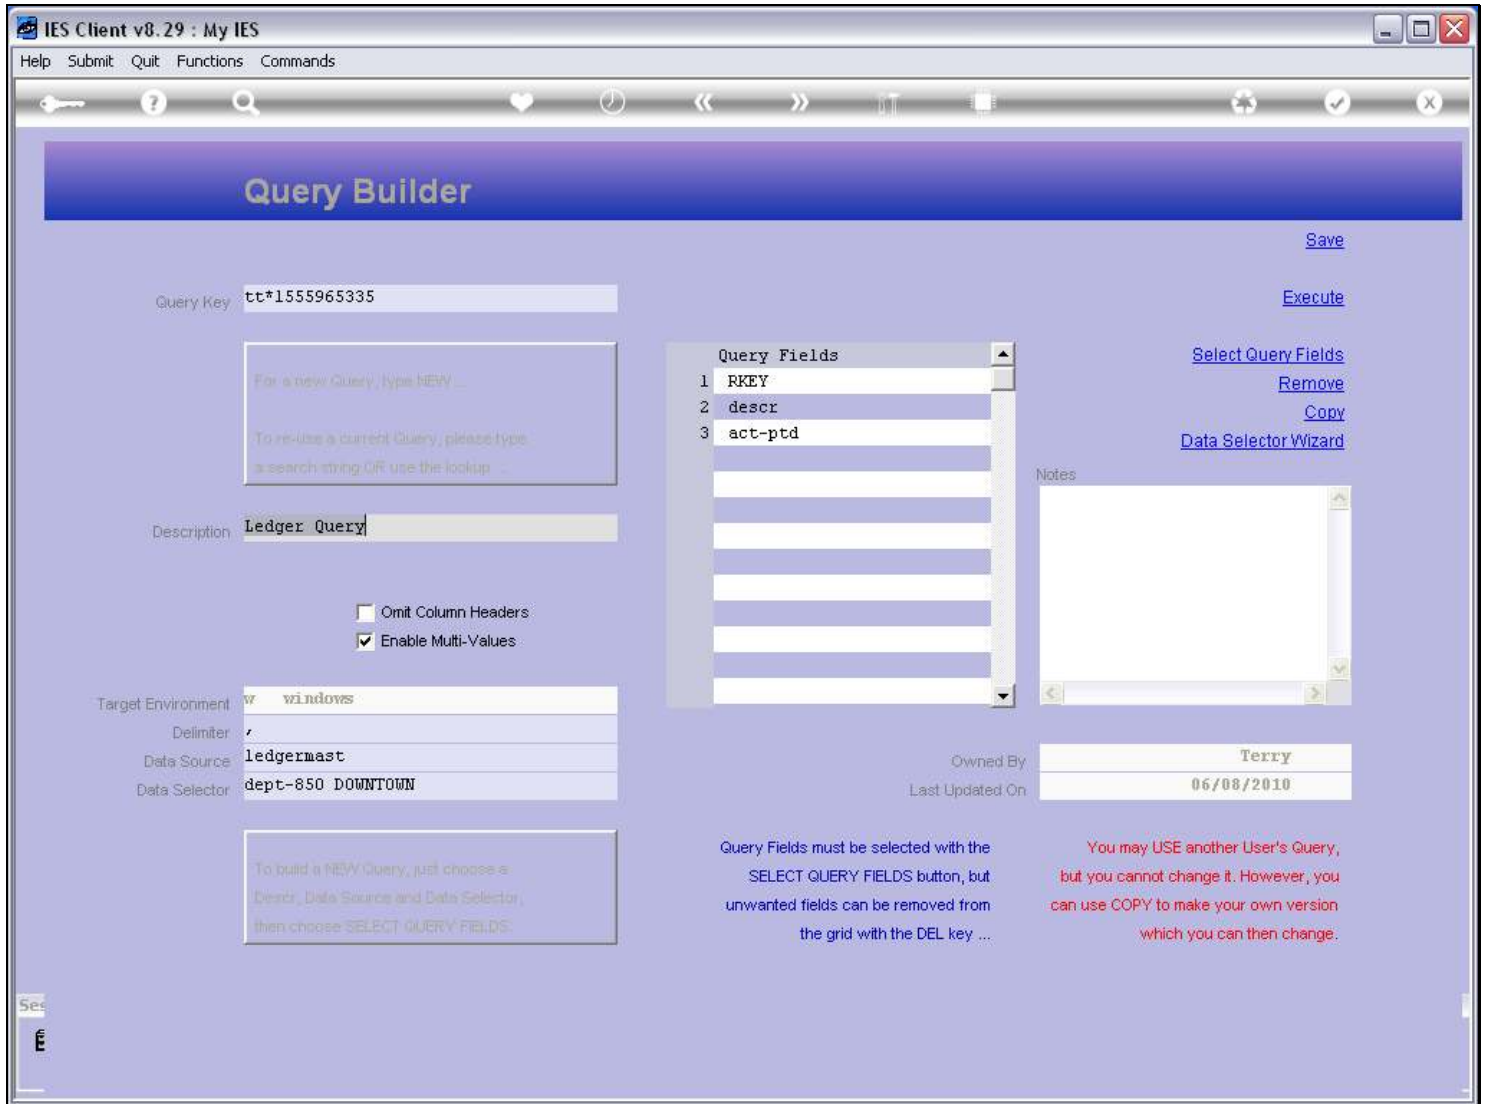 IES Client v8.29 : My IES
Help Submit Quit Functions Commands
Query Builder
Save
Query Key tt*1555965335
Execute
For a new Query, type NEW ...
To re-use a current Query, please type
a search string OR use the lookup ...
Query Fields
1 RKEY
2 descr
3 act-ptd
Select Query Fields
Remove
Copy
Data Selector Wizard
Notes
Description Ledger Query
Omit Column Headers
Enable Multi-Values
Target Environment w windows
Delimiter ,
Data Source ledgermast
Data Selector dept-850 DOWNTOWN
Owned By Terry
Last Updated On 06/08/2010
To build a NEW Query, just choose a
Descr, Data Source and Data Selector,
then choose SELECT QUERY FIELDS.
Query Fields must be selected with the
SELECT QUERY FIELDS button, but
unwanted fields can be removed from
the grid with the DEL key ...
You may USE another User's Query,
but you cannot change it. However, you
can use COPY to make your own version
which you can then change.
Ses